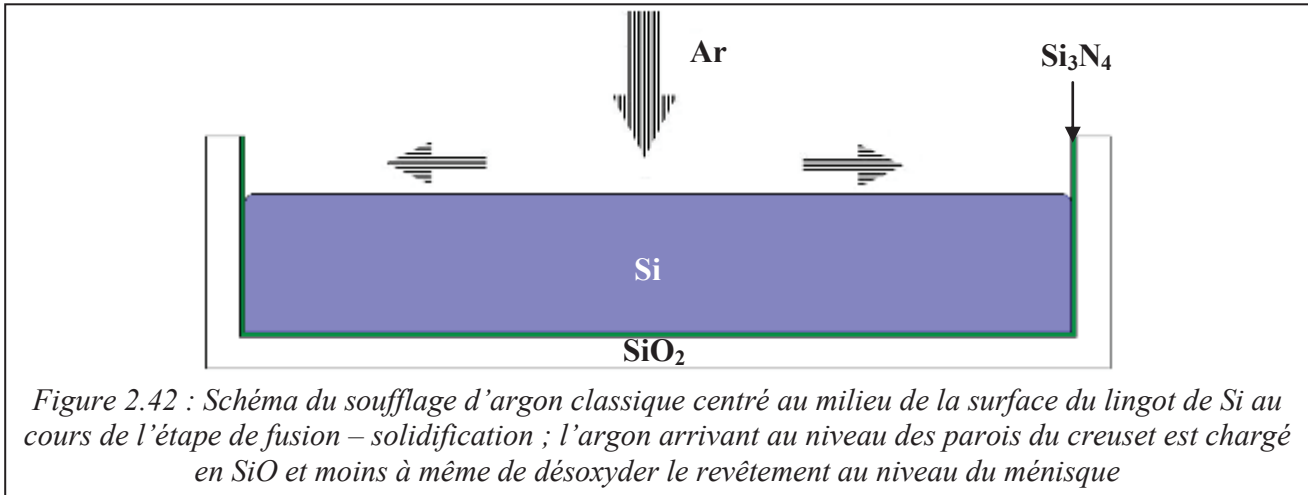 Ar
Si₃N₄
Si
SiO₂
Figure 2.42 : Schéma du soufflage d’argon classique centré au milieu de la surface du lingot de Si au
cours de l’étape de fusion – solidification ; l’argon arrivant au niveau des parois du creuset est chargé
en SiO et moins à même de désoxyder le revêtement au niveau du ménisque